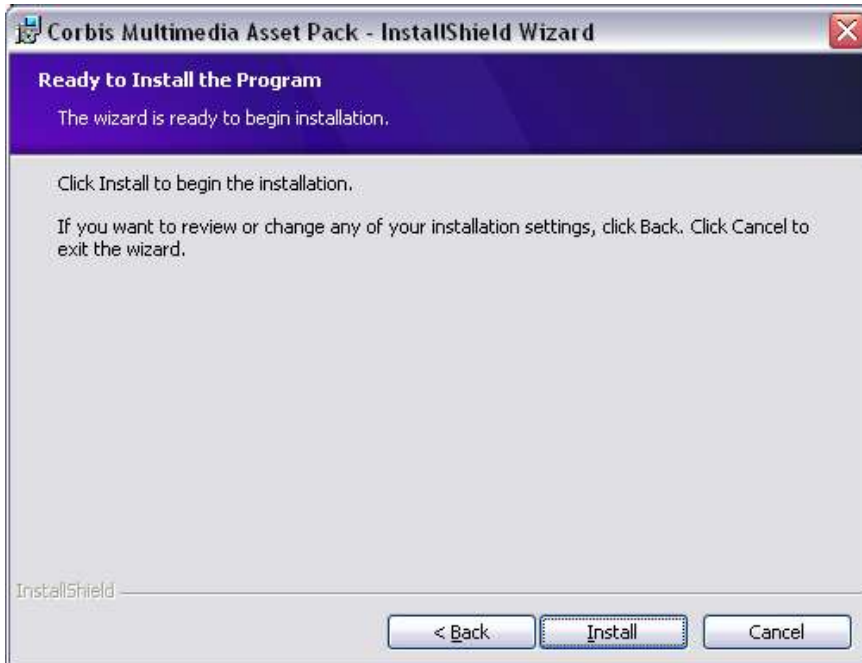 Corbis Multimedia Asset Pack - InstallShield Wizard
Ready to Install the Program
The wizard is ready to begin installation.
Click Install to begin the installation.
If you want to review or change any of your installation settings, click Back. Click Cancel to
exit the wizard.
InstallShield
< Back Install Cancel